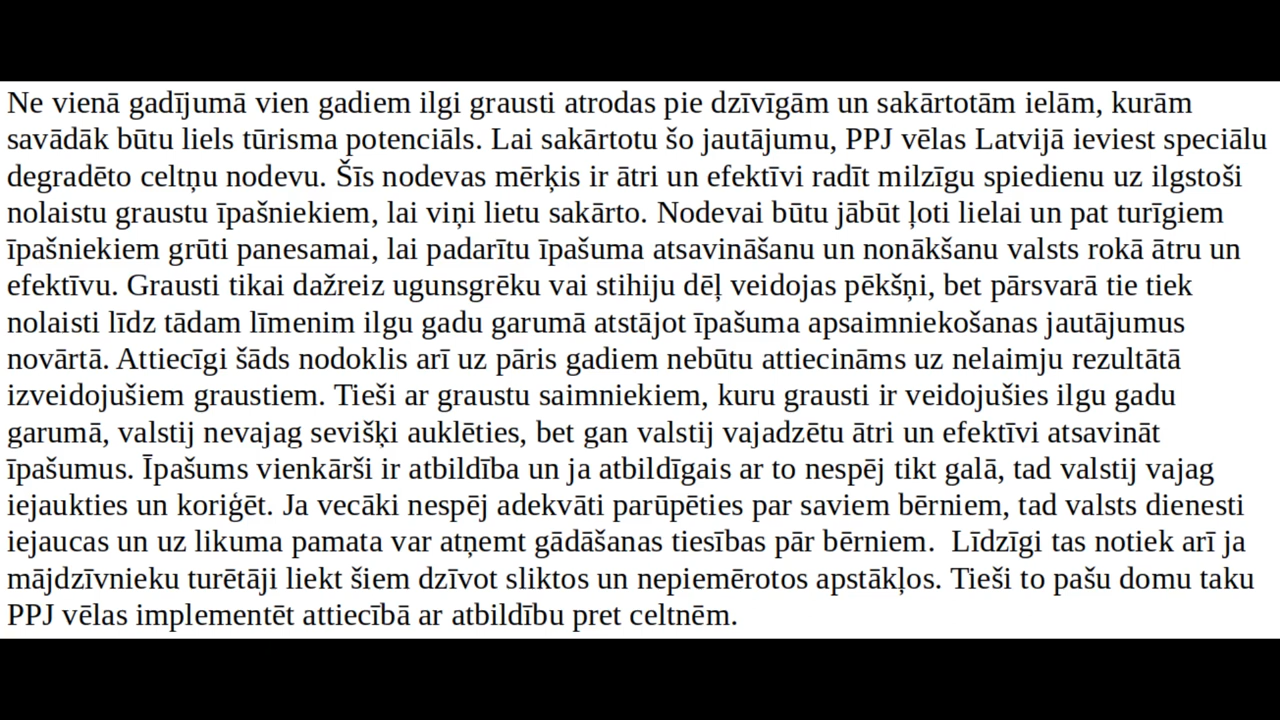 Ne vienā gadījumā vien gadiem ilgi grausti atrodas pie dzīvīgām un sakārtotām ielām, kurām
savādāk būtu liels tūrisma potenciāls. Lai sakārtotu šo jautājumu, PPJ vēlas Latvijā ieviest speciālu
degradēto celtņu nodevu. Šīs nodevas mērķis ir ātri un efektīvi radīt milzīgu spiedienu uz ilgstoši
nolaistu graustu īpašniekiem, lai viņi lietu sakārto. Nodevai būtu jābūt ļoti lielai un pat turīgiem
īpašniekiem grūti panesamai, lai padarītu īpašuma atsavināšanu un nonākšanu valsts rokā ātru un
efektīvu. Grausti tikai dažreiz ugunsgrēku vai stihiju dēļ veidojas pēkšņi, bet pārsvarā tie tiek
nolaisti līdz tādam līmenim ilgu gadu garumā atstājot īpašuma apsaimniekošanas jautājumus
novārtā. Attiecīgi šāds nodoklis arī uz pāris gadiem nebūtu attiecināms uz nelaimju rezultātā
izveidojušiem graustiem. Tieši ar graustu saimniekiem, kuru grausti ir veidojušies ilgu gadu
garumā, valstij nevajag sevišķi auklēties, bet gan valstij vajadzētu ātri un efektīvi atsavināt
īpašumus. Īpašums vienkārši ir atbildība un ja atbildīgais ar to nespēj tikt galā, tad valstij vajag
iejaukties un koriģēt. Ja vecāki nespēj adekvāti parūpēties par saviem bērniem, tad valsts dienesti
iejaucas un uz likuma pamata var atņemt gādāšanas tiesības pār bērniem.  Līdzīgi tas notiek arī ja
mājdzīvnieku turētāji liekt šiem dzīvot sliktos un nepiemērotos apstākļos. Tieši to pašu domu taku
PPJ vēlas implementēt attiecībā ar atbildību pret celtnēm.